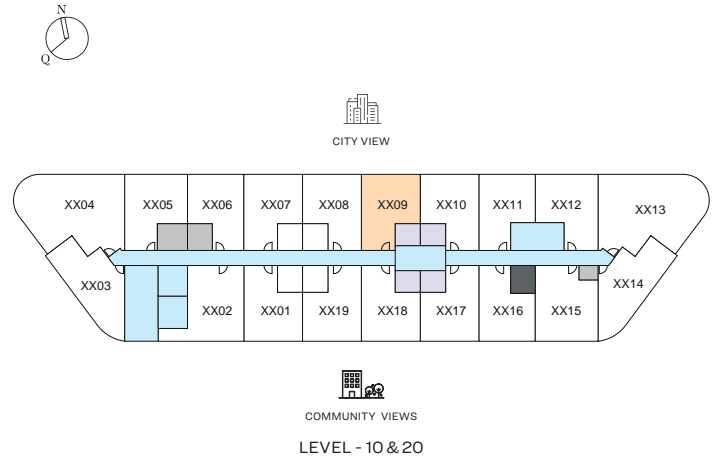 N
Q
CITY VIEW
XX04 XX05 XX06 XX07 XX08 XX09 XX10 XX11 XX12 XX13
XX03 XX14
XX02 XX01 XX19 XX18 XX17 XX16 XX15
COMMUNITY VIEWS
LEVEL - 10 & 20